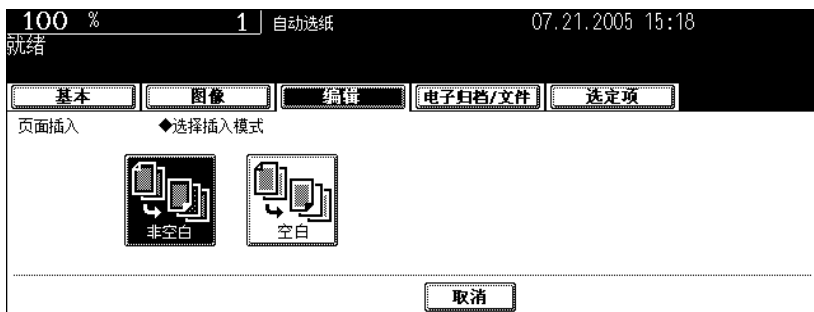 100 % 1 自动选纸 07.21.2005 15:18
就绪
基本 图像 编辑 电子归档/文件 选定项
页面插入 ◆选择插入模式
非空白 空白
取消